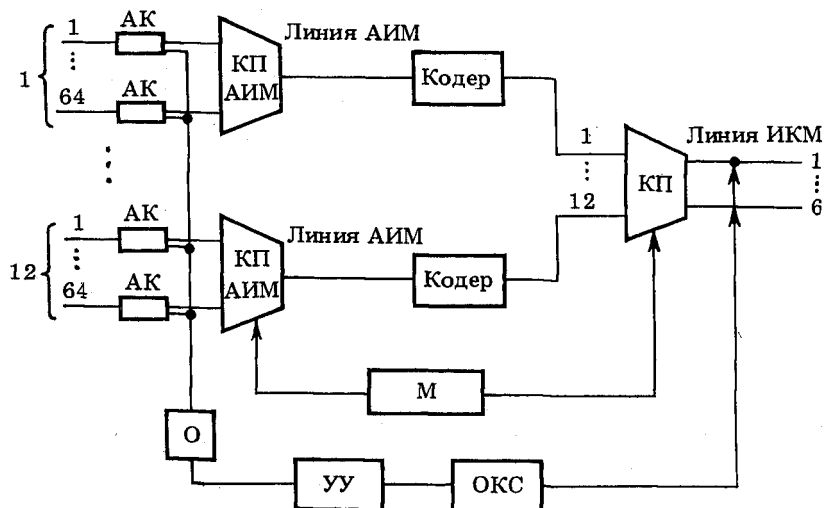 АК
1
КП
АИМ
Линия АИМ
Кодер
1
64
АК
1
12
КП
Линия ИКМ
1
6
12
1
АК
КП
АИМ
Линия АИМ
Кодер
64
АК
М
О
УУ
ОКС